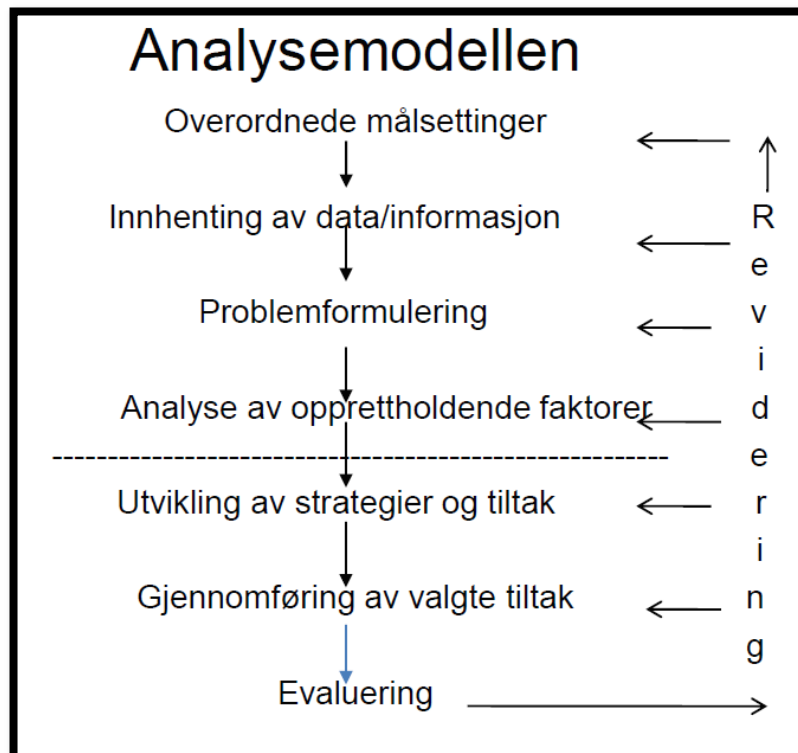 Analysemodellen
Overordnede målsettinger
Innhenting av data/informasjon
Problemformulering
Analyse av opprettholdende faktorer
Utvikling av strategier og tiltak
Gjennomføring av valgte tiltak
Evaluering
Revidering